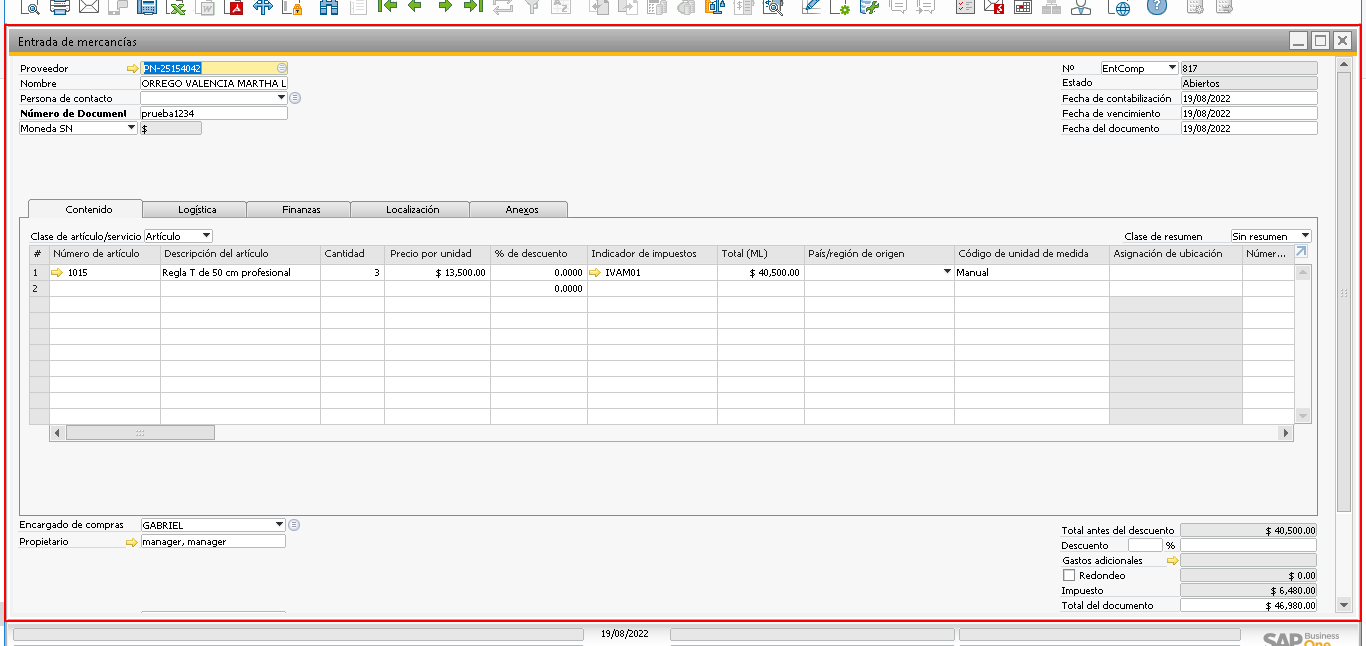 Entrada de mercancías
Proveedor PN-25154042
Nombre ORREGO VALENCIA MARTHA L
Persona de contacto
Número de Document prueba1234
Moneda SN $
Nº EntComp 817
Estado Abiertos
Fecha de contabilización 19/08/2022
Fecha de vencimiento 19/08/2022
Fecha del documento 19/08/2022
Contenido Logística Finanzas Localización Anexos
Clase de artículo/servicio Artículo Clase de resumen Sin resumen
# Número de artículo Descripción del artículo Cantidad Precio por unidad % de descuento Indicador de impuestos Total (ML) País/región de origen Código de unidad de medida Asignación de ubicación Númer...
1 1015 Regla T de 50 cm profesional 3 $ 13,500.00 0.0000 IVAM01 $ 40,500.00 Manual
2 0.0000
Encargado de compras GABRIEL
Propietario manager, manager
Total antes del descuento $ 40,500.00
Descuento %
Gastos adicionales
Redondeo $ 0.00
Impuesto $ 6,480.00
Total del documento $ 46,980.00
19/08/2022
SAP Business
One